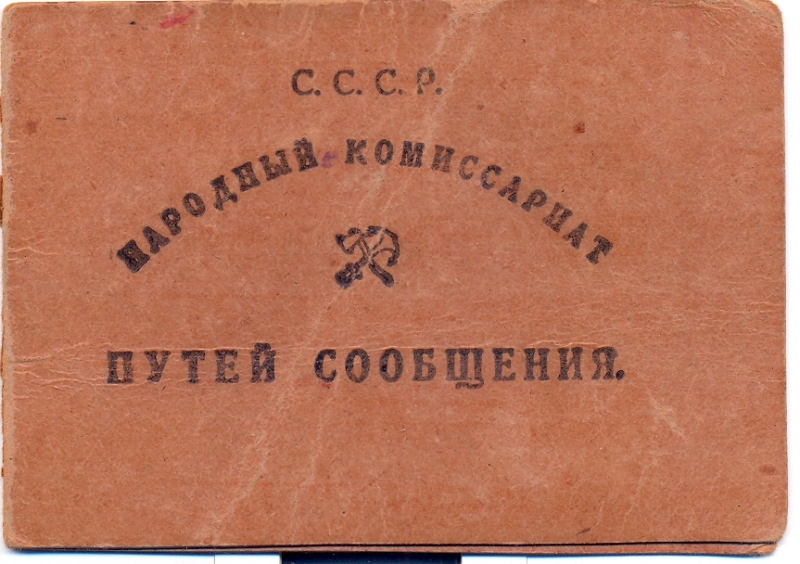 С. С. С. Р.
НАРОДНЫЙ КОМИССАРИАТ
ПУТЕЙ СООБЩЕНИЯ.